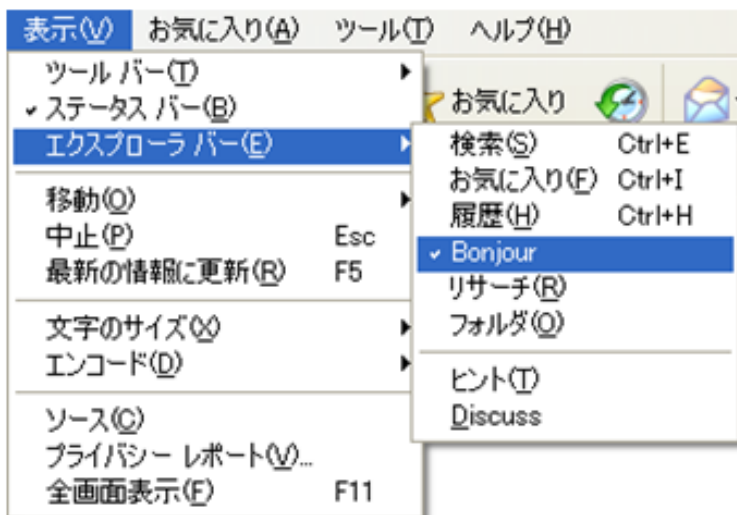 表示(V) お気に入り(A) ツール(T) ヘルプ(H)
ツール バー(T)
ステータス バー(B)
エクスプローラ バー(E)
移動(O)
中止(P) Esc
最新の情報に更新(R) F5
文字のサイズ(X)
エンコード(D)
ソース(C)
プライバシー レポート(V)...
全画面表示(F) F11
お気に入り
検索(S) Ctrl+E
お気に入り(F) Ctrl+I
履歴(H) Ctrl+H
Bonjour
リサーチ(R)
フォルダ(O)
ヒント(T)
Discuss